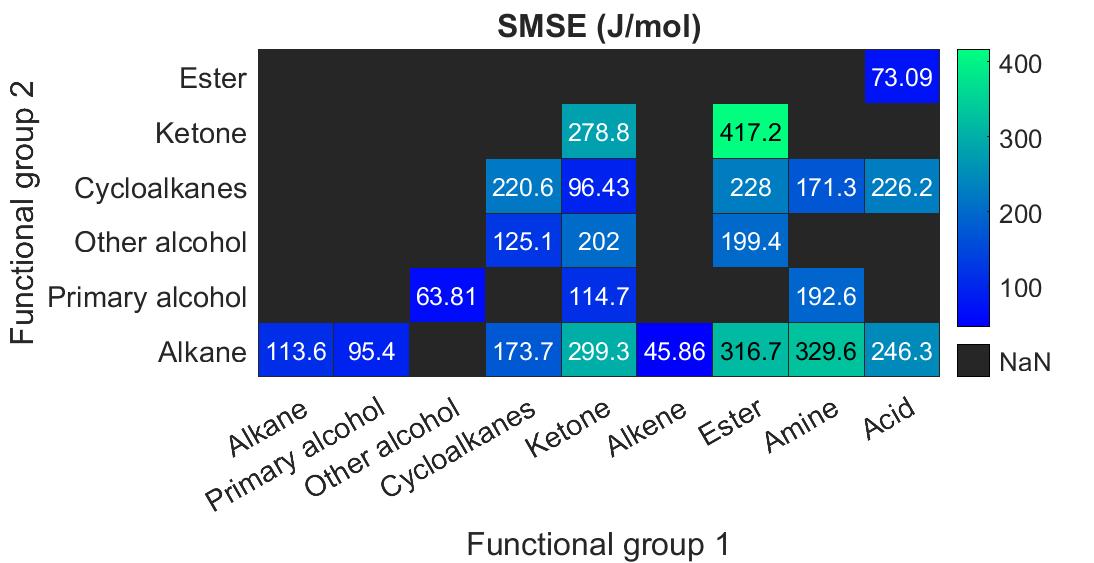 SMSE (J/mol)
Functional group 2
Ester 73.09
Ketone 278.8 417.2
Cycloalkanes 220.6 96.43 228 171.3 226.2
Other alcohol 125.1 202 199.4
Primary alcohol 63.81 114.7 192.6
Alkane 113.6 95.4 173.7 299.3 45.86 316.7 329.6 246.3
Alkane Primary alcohol Other alcohol Cycloalkanes Ketone Alkene Ester Amine Acid
Functional group 1
400
300
200
100
NaN